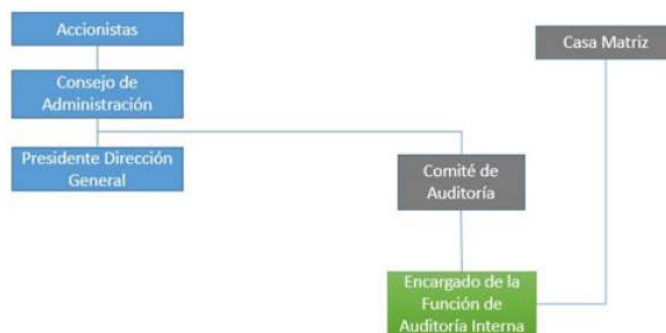 Accionistas
Casa Matriz
Consejo de
Administración
Presidente Dirección
General
Comité de
Auditoría
Encargado de la
Función de
Auditoría Interna